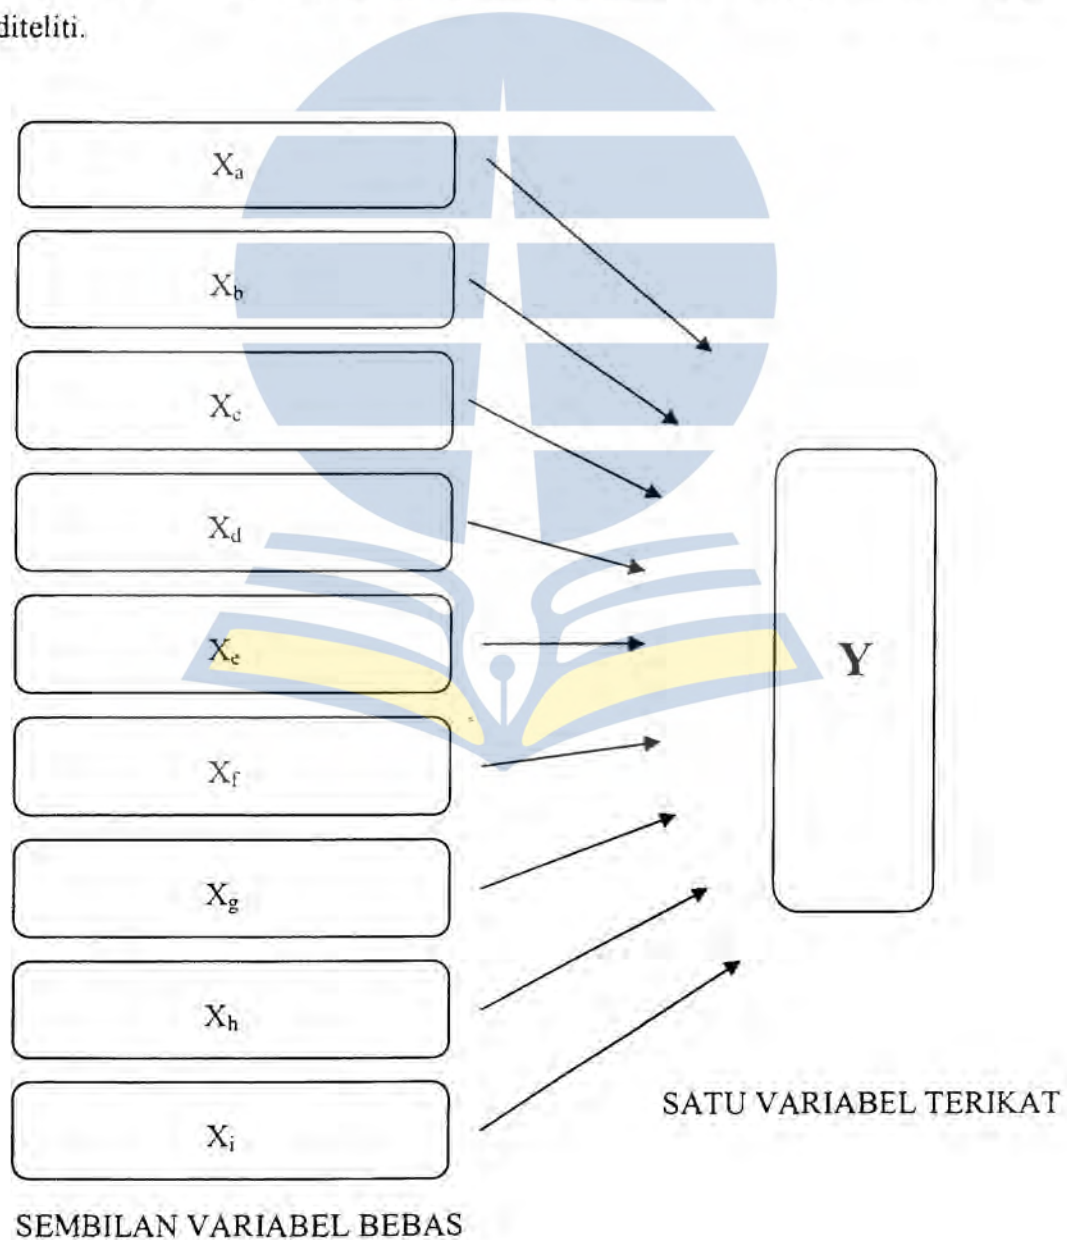 diteliti.
Xa
Xb
Xc
Xd
Xe
Xf
Xg
Xh
Xi
Y
SATU VARIABEL TERIKAT
SEMBILAN VARIABEL BEBAS